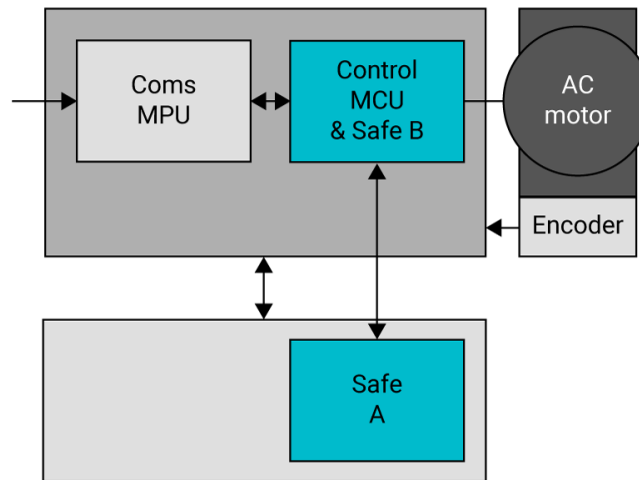 Coms
MPU
Control
MCU
& Safe B
AC
motor
Encoder
Safe
A